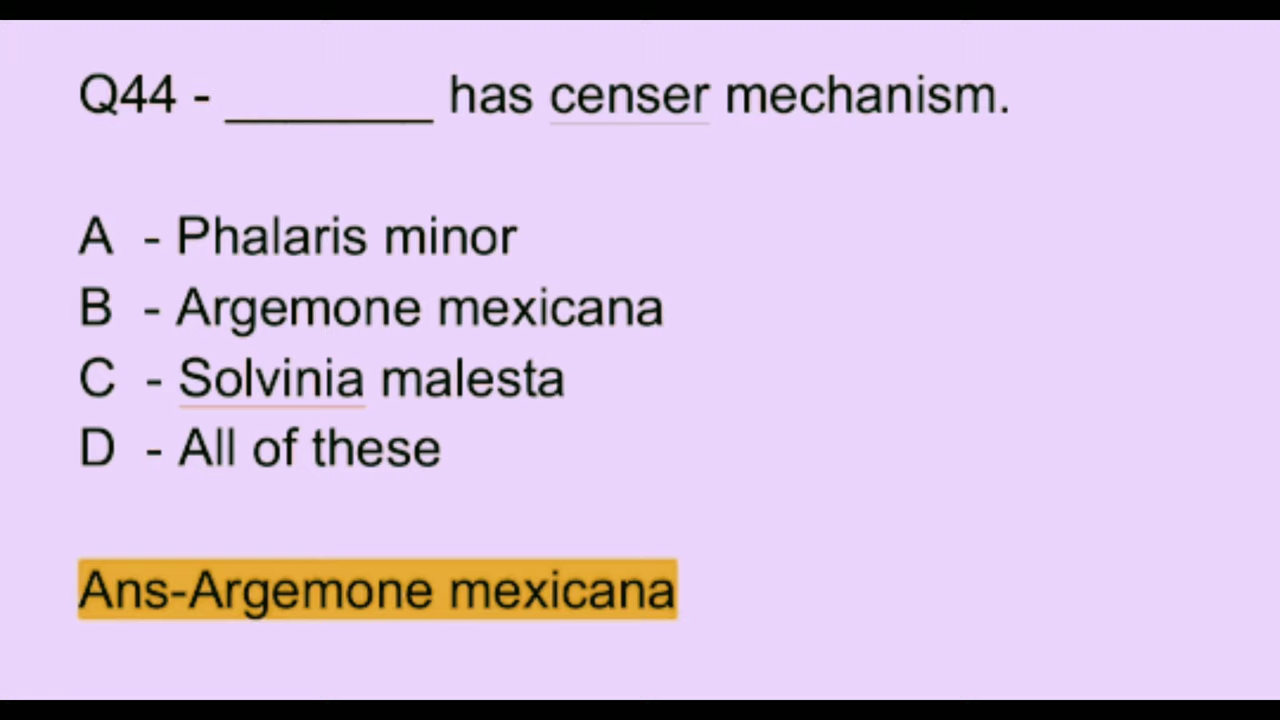 Q44 - ________ has censer mechanism.
A - Phalaris minor
B - Argemone mexicana
C - Solvinia malesta
D - All of these
Ans-Argemone mexicana